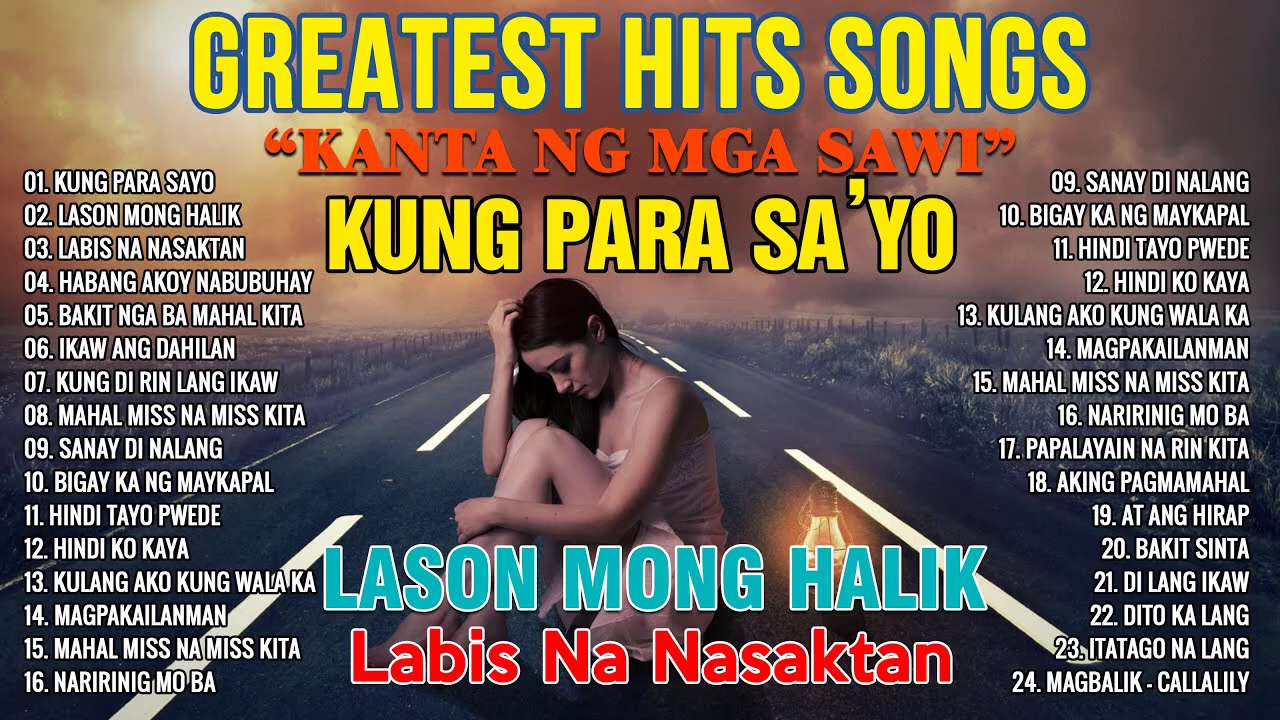 GREATEST HITS SONGS
“KANTA NG MGA SAWI”
KUNG PARA SA'YO
01. KUNG PARA SAYO
02. LASON MONG HALIK
03. LABIS NA NASAKTAN
04. HABANG AKOY NABUBUHAY
05. BAKIT NGA BA MAHAL KITA
06. IKAW ANG DAHILAN
07. KUNG DI RIN LANG IKAW
08. MAHAL MISS NA MISS KITA
09. SANAY DI NALANG
10. BIGAY KA NG MAYKAPAL
11. HINDI TAYO PWEDE
12. HINDI KO KAYA
13. KULANG AKO KUNG WALA KA
14. MAGPAKAILANMAN
15. MAHAL MISS NA MISS KITA
16. NARIRINIG MO BA
09. SANAY DI NALANG
10. BIGAY KA NG MAYKAPAL
11. HINDI TAYO PWEDE
12. HINDI KO KAYA
13. KULANG AKO KUNG WALA KA
14. MAGPAKAILANMAN
15. MAHAL MISS NA MISS KITA
16. NARIRINIG MO BA
17. PAPALAYAIN NA RIN KITA
18. AKING PAGMAMAHAL
19. AT ANG HIRAP
20. BAKIT SINTA
21. DI LANG IKAW
22. DITO KA LANG
23. ITATAGO NA LANG
24. MAGBALIK - CALLALILY
LASON MONG HALIK
Labis Na Nasaktan